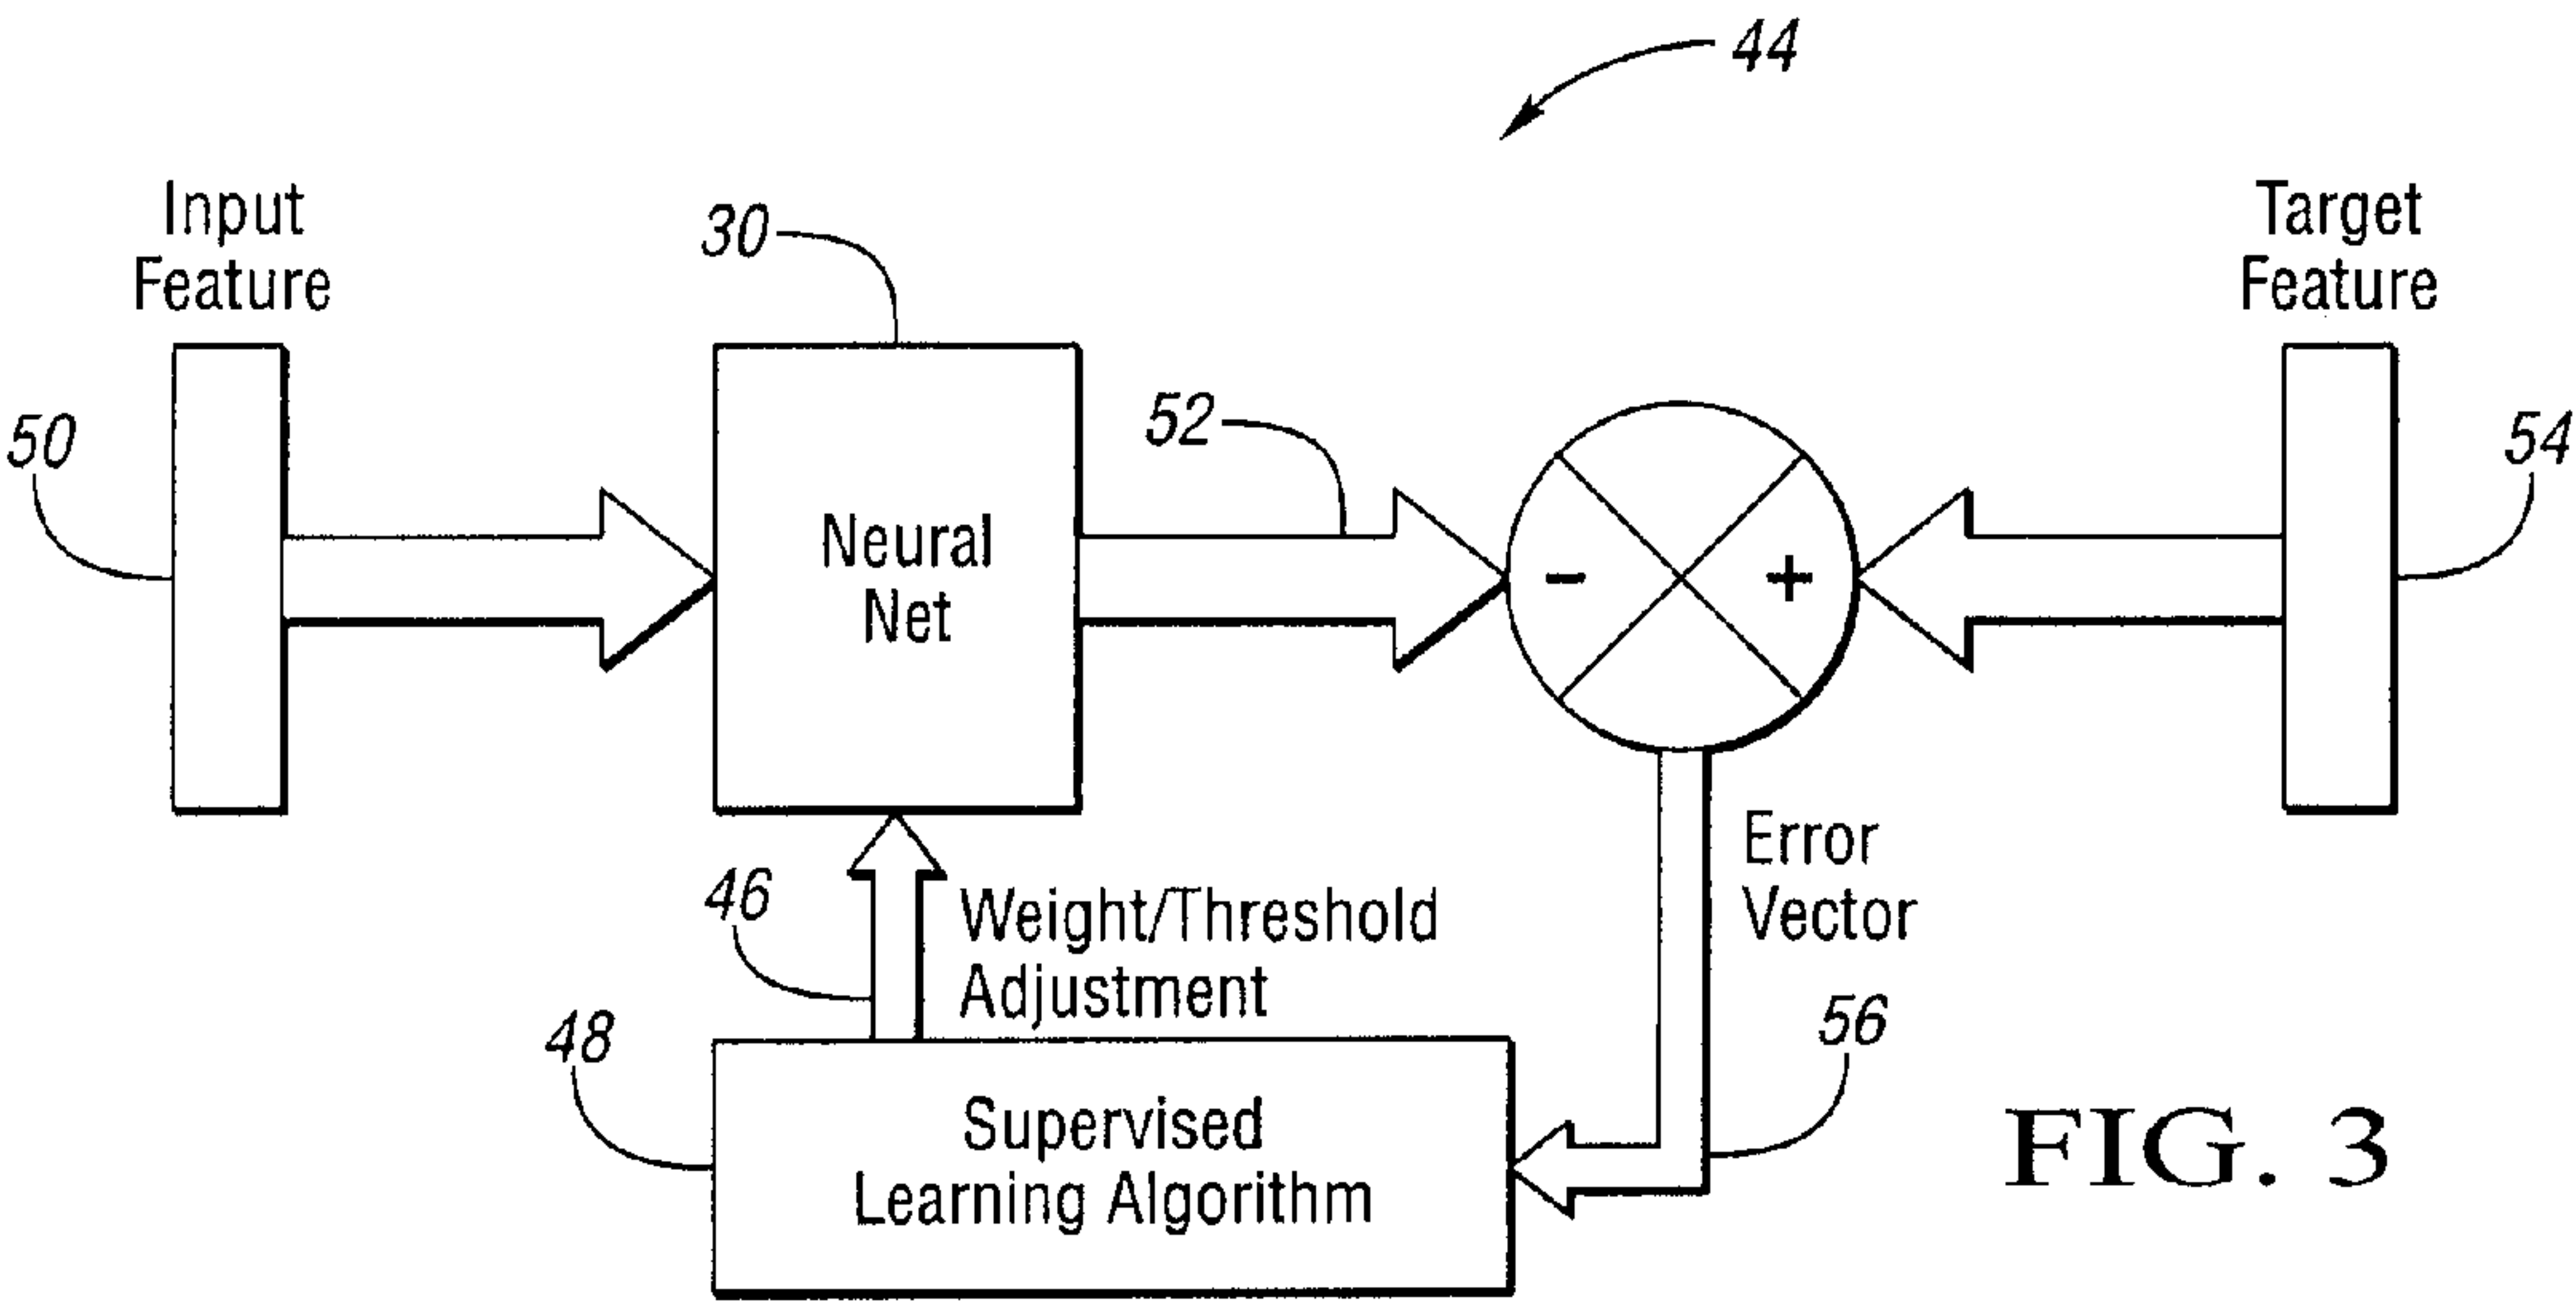 44
Input
Feature
30
Target
Feature
50
52
54
Neural
Net
-
+
46
Weight/Threshold
Adjustment
Error
Vector
48
56
Supervised
Learning Algorithm
FIG. 3